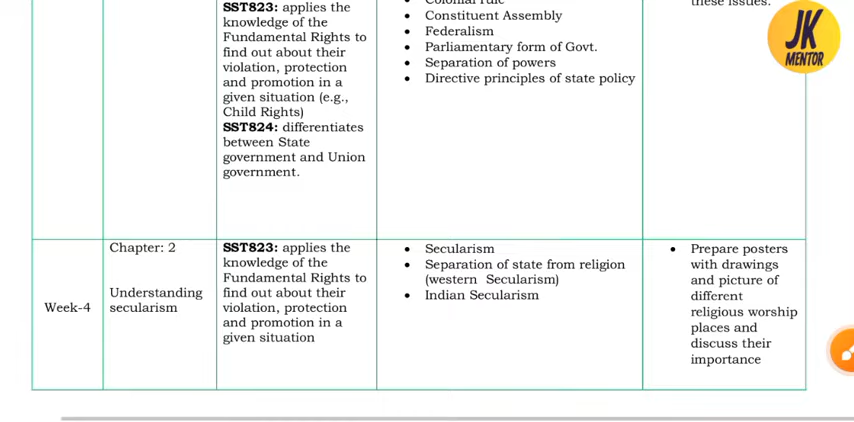 SST823: applies the
knowledge of the
Fundamental Rights to
find out about their
violation, protection
and promotion in a
given situation (e.g.,
Child Rights)
SST824: differentiates
between State
government and Union
government.
Colonial rule
• Constituent Assembly
• Federalism
• Parliamentary form of Govt.
• Separation of powers
• Directive principles of state policy
these issues.
JK
MENTOR
Week-4
Chapter: 2
Understanding
secularism
SST823: applies the
knowledge of the
Fundamental Rights to
find out about their
violation, protection
and promotion in a
given situation
• Secularism
• Separation of state from religion
(western Secularism)
• Indian Secularism
• Prepare posters
with drawings
and picture of
different
religious worship
places and
discuss their
importance